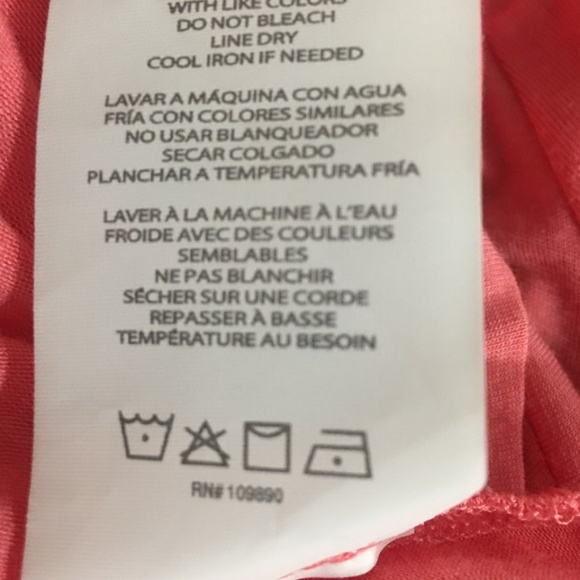 WITH LIKE COLORS
DO NOT BLEACH
LINE DRY
COOL IRON IF NEEDED
LAVAR A MÁQUINA CON AGUA
FRÍA CON COLORES SIMILARES
NO USAR BLANQUEADOR
SECAR COLGADO
PLANCHAR A TEMPERATURA FRÍA
LAVER À LA MACHINE À L'EAU
FROIDE AVEC DES COULEURS
SEMBLABLES
NE PAS BLANCHIR
SÉCHER SUR UNE CORDE
REPASSER À BASSE
TEMPÉRATURE AU BESOIN
RN# 109890